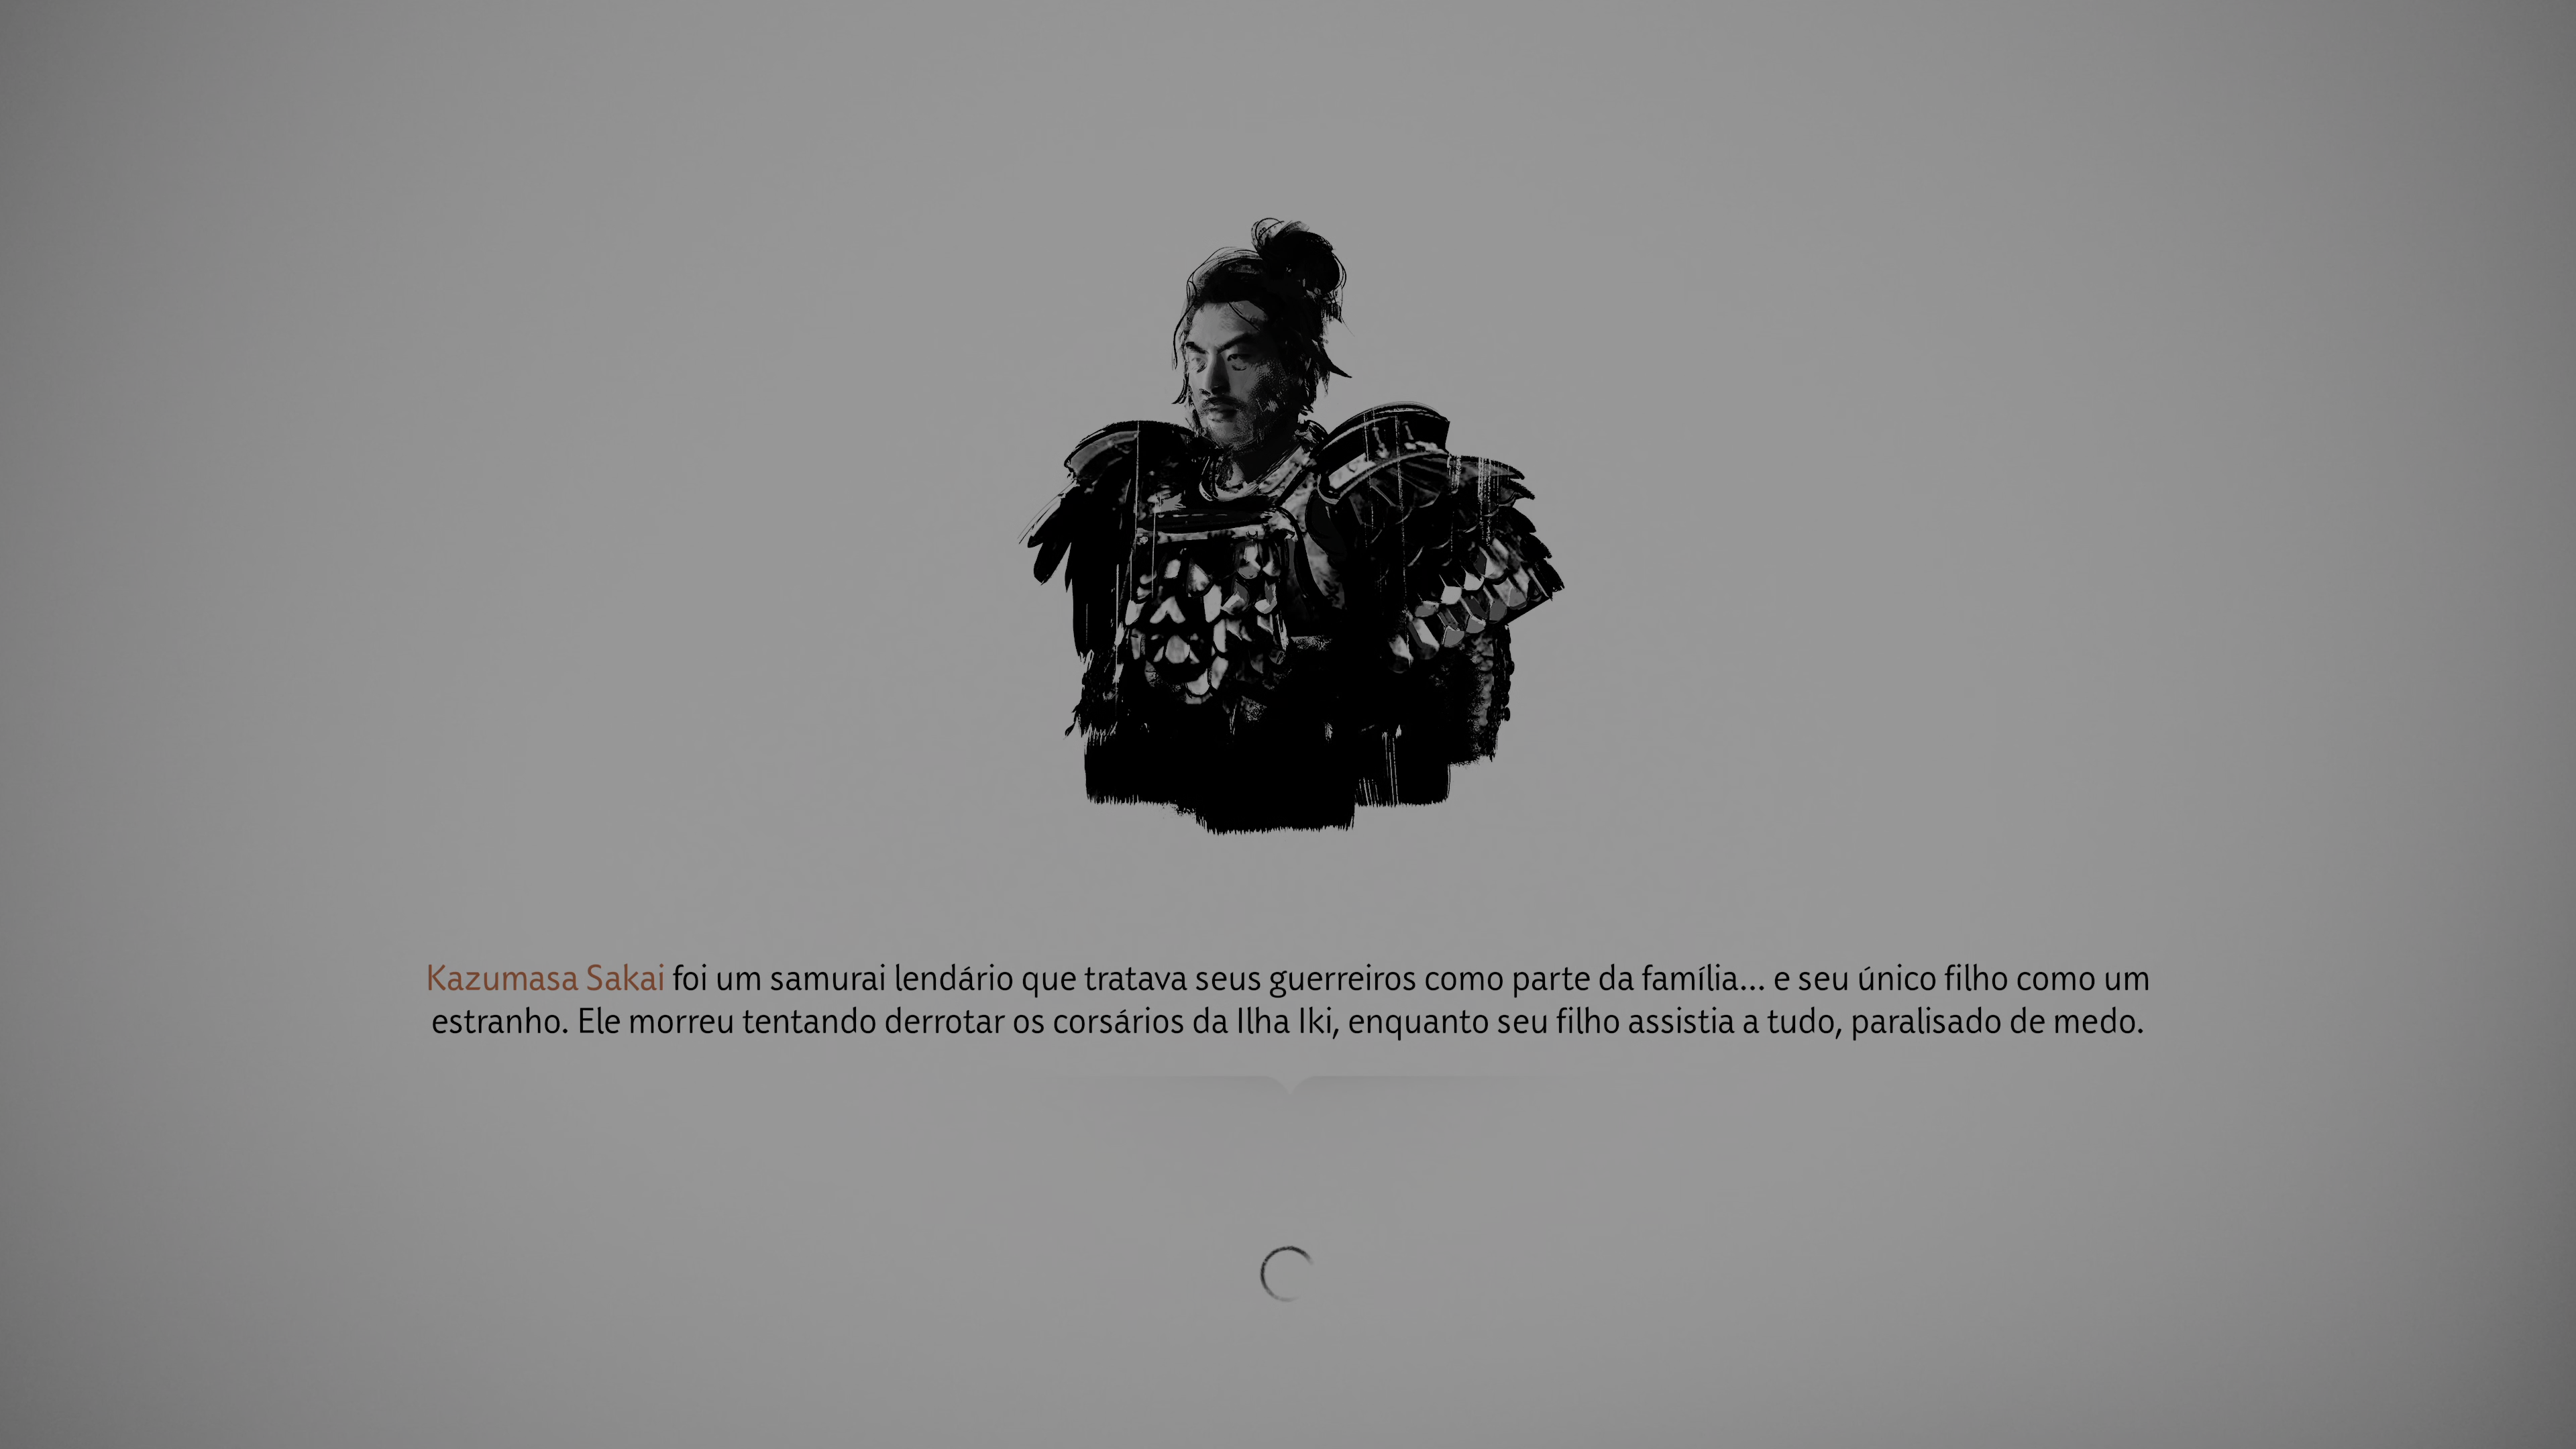 Kazumasa Sakai foi um samurai lendário que tratava seus guerreiros como parte da família... e seu único filho como um
estranho. Ele morreu tentando derrotar os corsários da Ilha Iki, enquanto seu filho assistia a tudo, paralisado de medo.